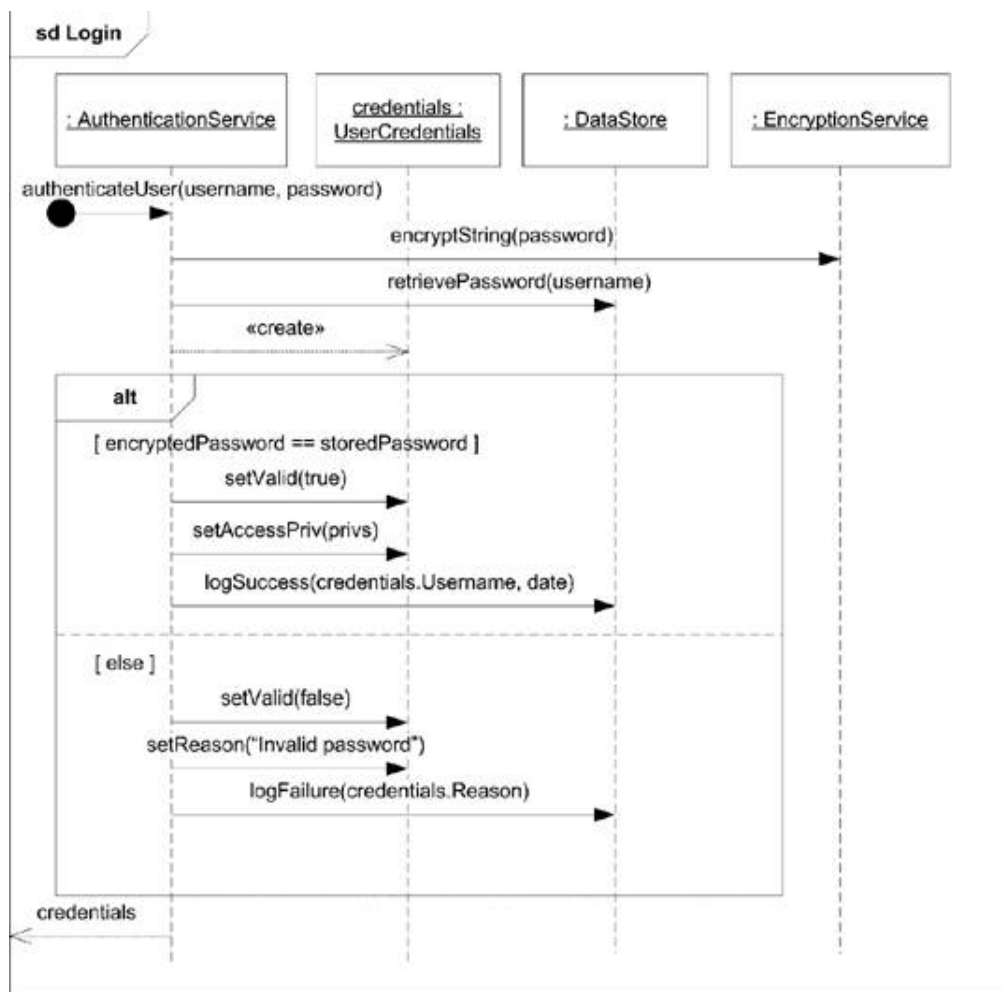 sd Login
: AuthenticationService
credentials :
UserCredentials
: DataStore
: EncryptionService
authenticateUser(username, password)
encryptString(password)
retrievePassword(username)
«create»
alt
[ encryptedPassword == storedPassword ]
setValid(true)
setAccessPriv(privs)
logSuccess(credentials.Username, date)
[ else ]
setValid(false)
setReason("Invalid password")
logFailure(credentials.Reason)
credentials